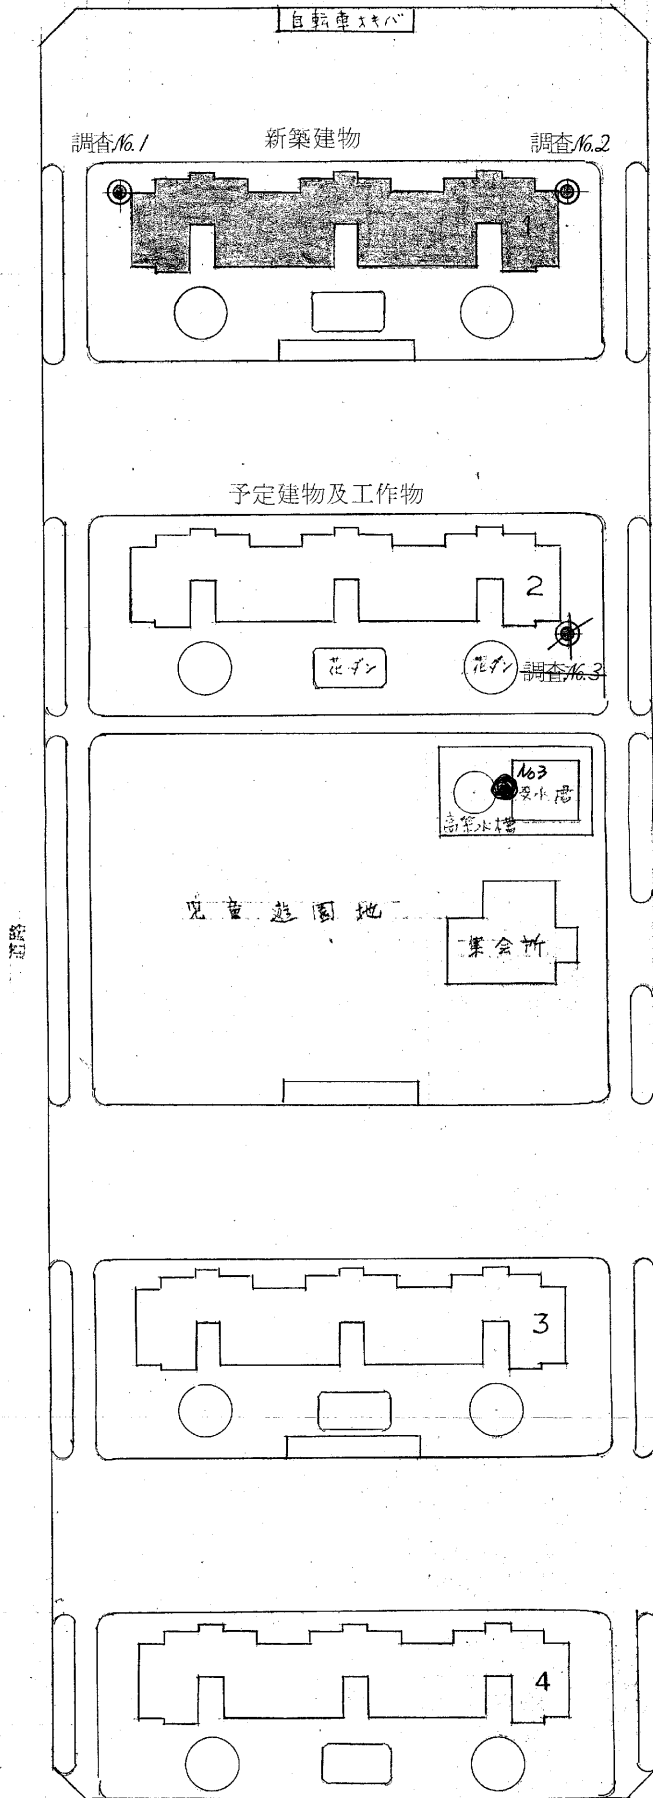 自転車オキバ
調査No.1
新築建物
調査No.2
1
予定建物及工作物
2
花ダン
花ダン
調査No.3
No3
受水槽
高架水槽
児童遊園地
集会所
3
4